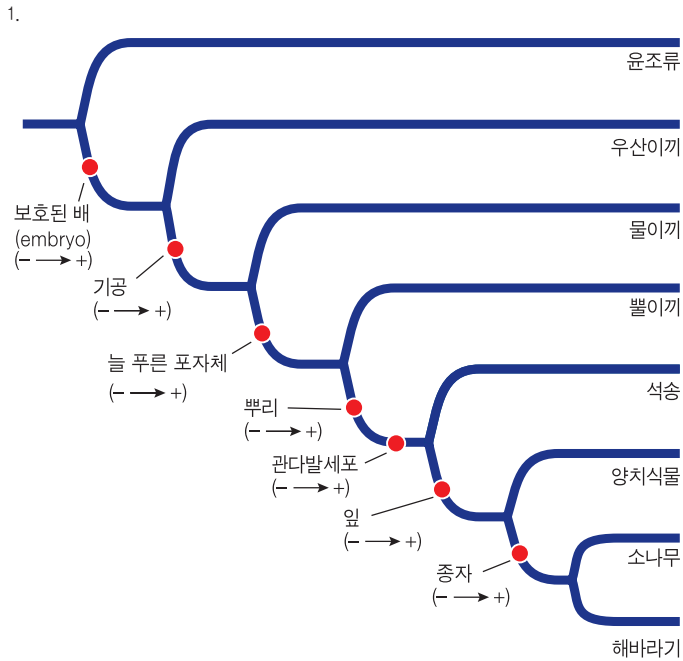 1.
윤조류
우산이끼
물이끼
보호된 배
(embryo)
(− → +)
기공
(− → +)
뿔이끼
늘 푸른 포자체
(− → +)
석송
뿌리
(− → +)
관다발세포
(− → +)
양치식물
잎
(− → +)
소나무
종자
(− → +)
해바라기